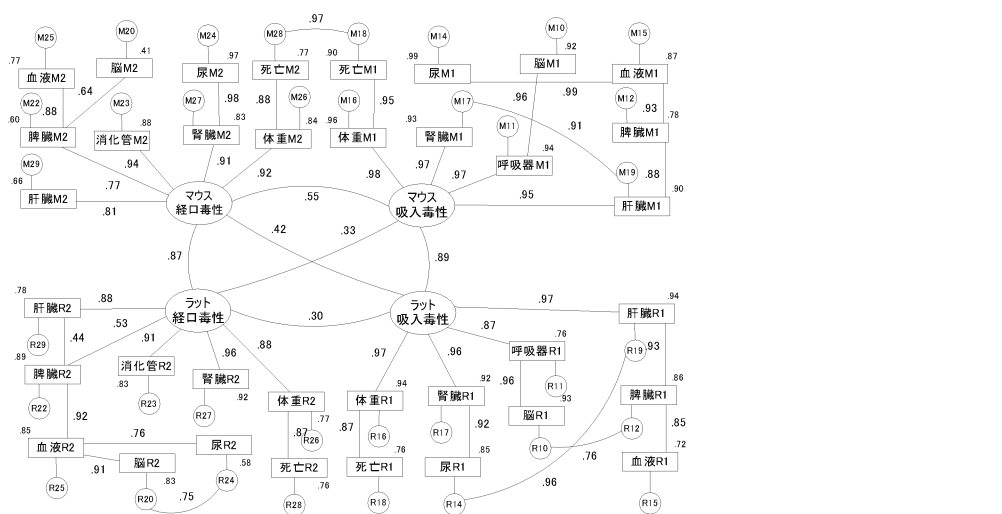 .97
M25
M20
M24
M28
M18
M14
M10
M15
.77
血液M2
.41
脳M2
.97
尿M2
.77
死亡M2
.90
死亡M1
.99
尿M1
.92
脳M1
.87
血液M1
.64
.88
.98
.88
.95
.96
.99
.93
M22
M23
M27
M26
M16
M17
M11
M12
.60
脾臓M2
.88
消化管M2
.83
腎臓M2
.84
体重M2
.96
体重M1
.93
腎臓M1
.94
呼吸器M1
.78
脾臓M1
.91
M29
M19
.94
.91
.92
.98
.97
.97
.88
.66
肝臓M2
.77
.81
マウス
経口毒性
.55
マウス
吸入毒性
.95
.90
肝臓M1
.87
.42
.33
.89
.78
肝臓R2
.88
ラット
経口毒性
.30
ラット
吸入毒性
.97
.94
肝臓R1
R29
.44
.53
.91
.96
.88
.97
.96
.87
.76
呼吸器R1
R19
.93
.89
脾臓R2
消化管R2
.83
腎臓R2
.92
体重R2
.77
.94
体重R1
.92
腎臓R1
.96
R11
.93
脳R1
.86
脾臓R1
R22
R23
R27
R26
R16
R17
R10
R12
.92
.87
.87
.92
.85
.85
血液R2
.76
尿R2
.58
死亡R2
.76
.76
死亡R1
.85
尿R1
.76
.72
血液R1
.91
脳R2
.83
R25
R20
.75
R24
R28
R18
R14
.96
R15